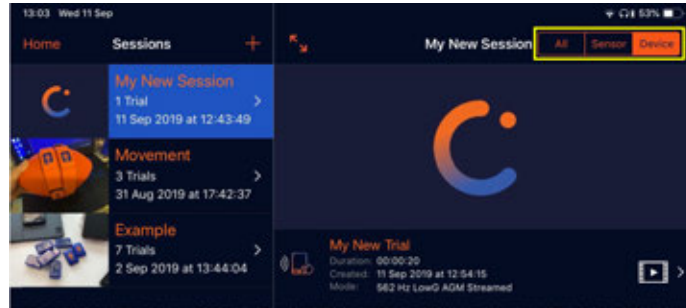 13:03 Wed 11 Sep
53%
Home Sessions +
My New Session All Sensor Device
My New Session
1 Trial
11 Sep 2019 at 12:43:49
Movement
3 Trials
31 Aug 2019 at 17:42:37
Example
7 Trials
2 Sep 2019 at 13:44:04
My New Trial
Duration: 00:00:20
Created: 11 Sep 2019 at 12:54:15
Mode: 562 Hz LowG AGM Streamed